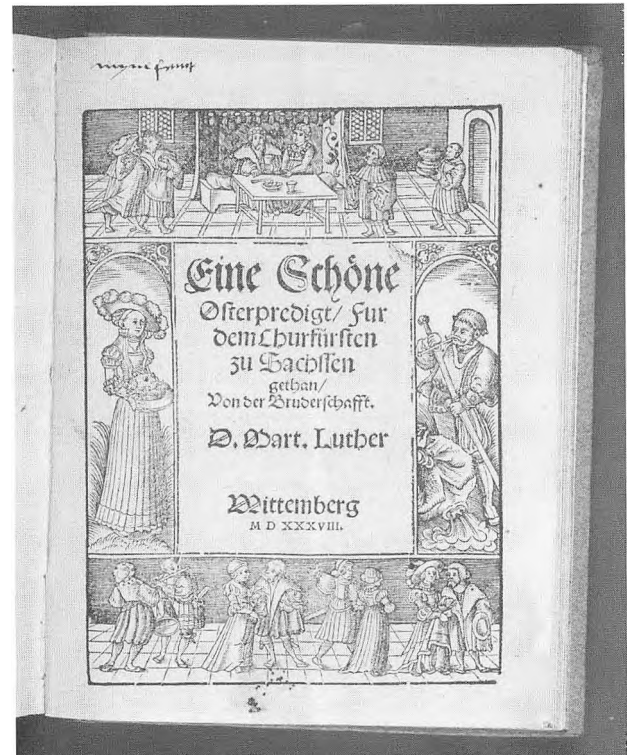 Eine Schöne
Osterpredigt/ Fur
dem Churfürsten
zu Sachssen
gethan/
Von der Bruderschafft.
D. Mart. Luther
Wittemberg
M D XXXVIII.